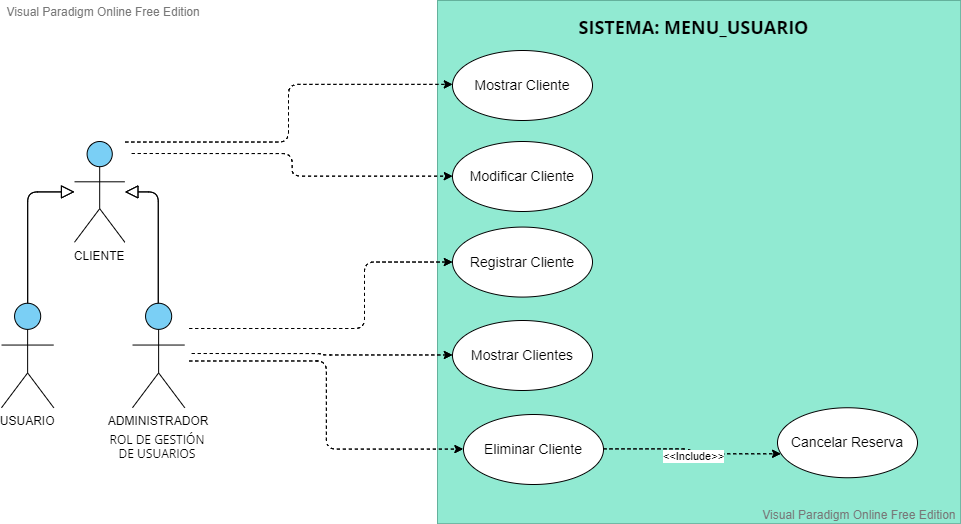 Visual Paradigm Online Free Edition
SISTEMA: MENU_USUARIO
Mostrar Cliente
Modificar Cliente
CLIENTE
Registrar Cliente
Mostrar Clientes
USUARIO
ADMINISTRADOR
ROL DE GESTIÓN
DE USUARIOS
Eliminar Cliente
<<Include>>
Cancelar Reserva
Visual Paradigm Online Free Edition